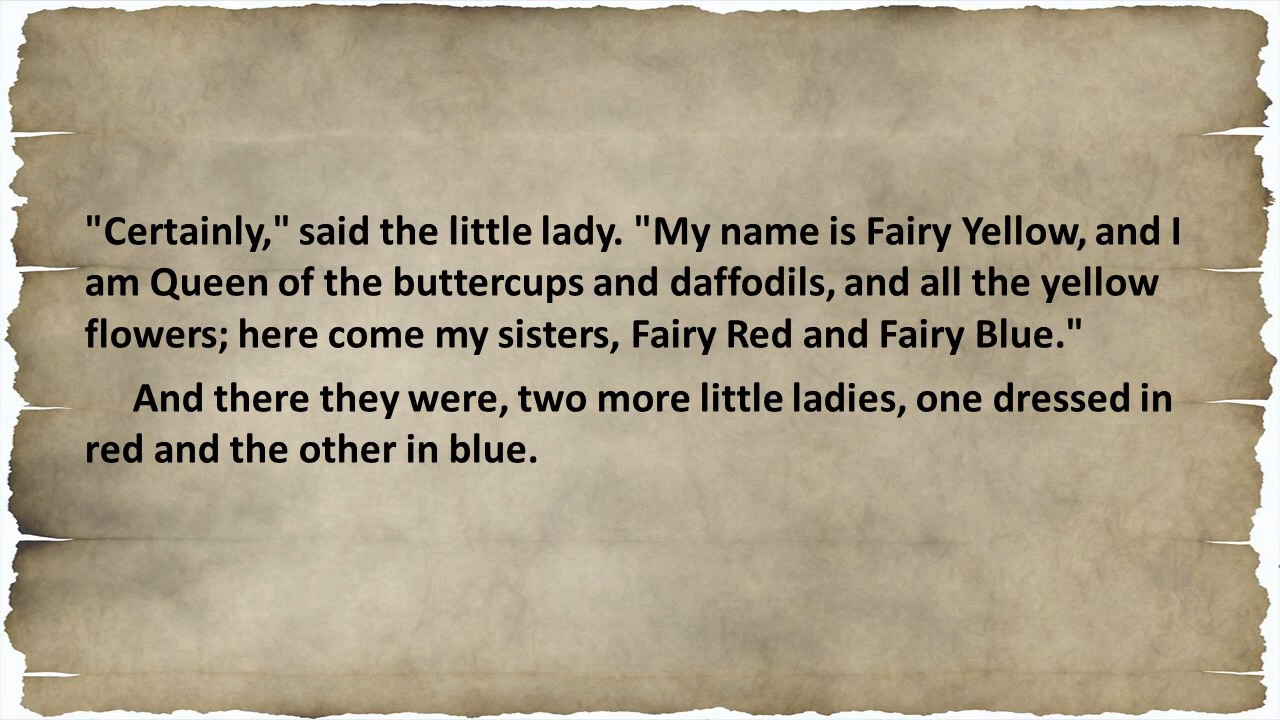 "Certainly," said the little lady. "My name is Fairy Yellow, and I
am Queen of the buttercups and daffodils, and all the yellow
flowers; here come my sisters, Fairy Red and Fairy Blue."
And there they were, two more little ladies, one dressed in
red and the other in blue.